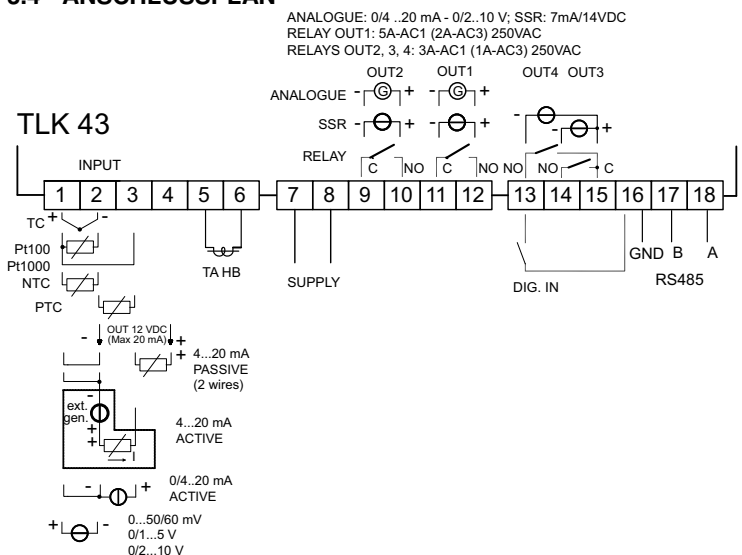 3.4 ANSCHLUSSPLAN
ANALOGUE: 0/4 ..20 mA - 0/2..10 V; SSR: 7mA/14VDC
RELAY OUT1: 5A-AC1 (2A-AC3) 250VAC
RELAYS OUT2, 3, 4: 3A-AC1 (1A-AC3) 250VAC
OUT2 OUT1 OUT4 OUT3
ANALOGUE - G + - G +
SSR - + - + - - +
TLK 43
RELAY C NO C NO NO NO C
INPUT
1 2 3 4 5 6 7 8 9 10 11 12 13 14 15 16 17 18
TC + -
Pt100
Pt1000
NTC
PTC
TA HB
SUPPLY
DIG. IN
GND B A
RS485
OUT 12 VDC
(Max 20 mA)
- +
+ 4...20 mA
PASSIVE
(2 wires)
-
ext.
gen.
+
+
I
4...20 mA
ACTIVE
- + 0/4..20 mA
ACTIVE
+ - 0...50/60 mV
0/1...5 V
0/2...10 V